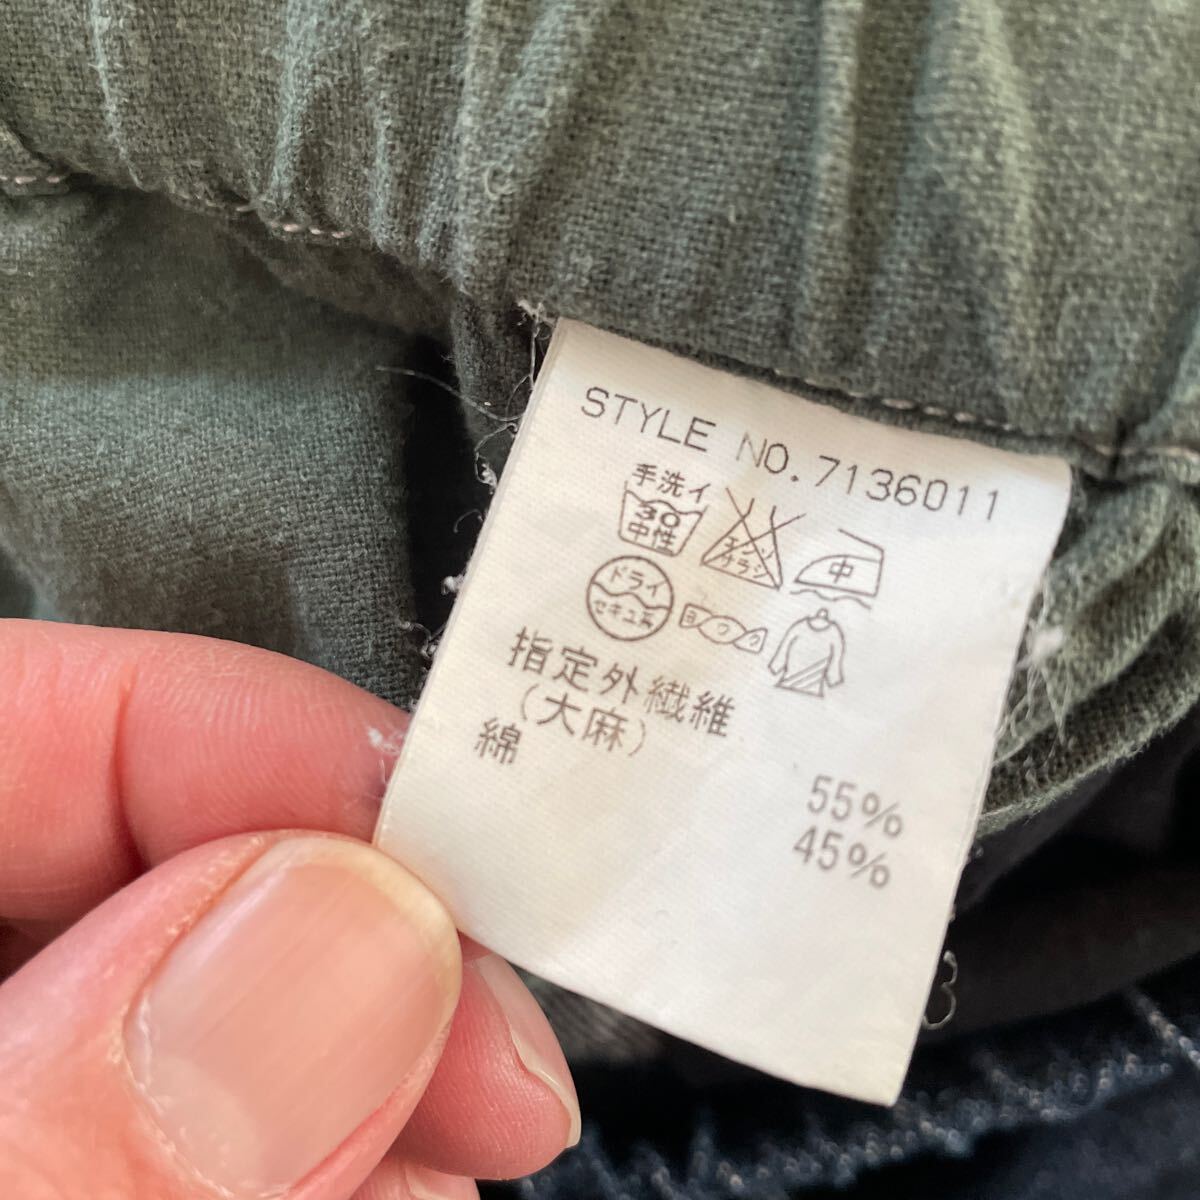 STYLE NO.7136011
手洗イ
30
中性
エンソ
サラシ
中
ドライ
セキユ系
ヨワク
指定外繊維
(大麻)
55%
綿
45%